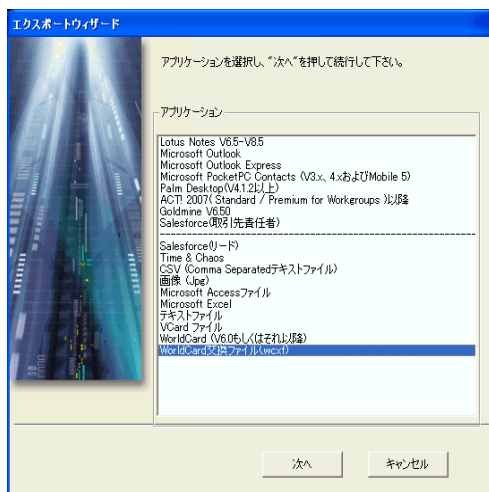 エクスポートウィザード
アプリケーションを選択し、“次へ”を押して続行して下さい。
アプリケーション
Lotus Notes V6.5-V8.5
Microsoft Outlook
Microsoft Outlook Express
Microsoft PocketPC Contacts (V3.x、4.xおよびMobile 5)
Palm Desktop(V4.1.2以上)
ACT! 2007( Standard / Premium for Workgroups )以降
Goldmine V6.50
Salesforce(取引先責任者)
Salesforce(リード)
Time & Chaos
CSV (Comma Separatedテキストファイル)
画像 (Jpg)
Microsoft Accessファイル
Microsoft Excel
テキストファイル
VCard ファイル
WorldCard (V6.0もしくはそれ以降)
WorldCard交換ファイル(wcxf)
次へ
キャンセル